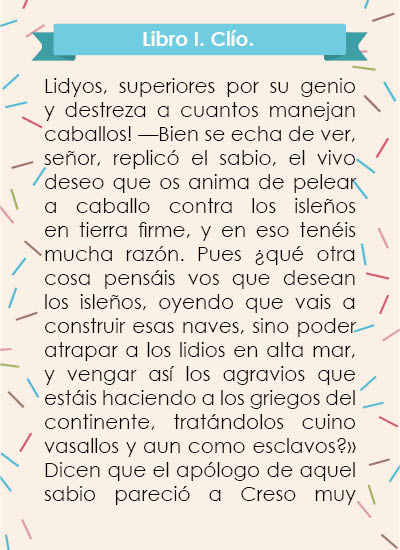 Libro I. Clío.
Lidyos, superiores por su genio
y destreza a cuantos manejan
caballos! —Bien se echa de ver,
señor, replicó el sabio, el vivo
deseo que os anima de pelear
a caballo contra los isleños
en tierra firme, y en eso tenéis
mucha razón. Pues ¿qué otra
cosa pensáis vos que desean
los isleños, oyendo que vais a
construir esas naves, sino poder
atrapar a los lidios en alta mar,
y vengar así los agravios que
estáis haciendo a los griegos del
continente, tratándolos cuino
vasallos y aun como esclavos?»
Dicen que el apólogo de aquel
sabio pareció a Creso muy